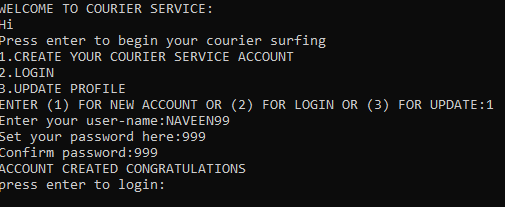 WELCOME TO COURIER SERVICE:
Hi
Press enter to begin your courier surfing
1.CREATE YOUR COURIER SERVICE ACCOUNT
2.LOGIN
3.UPDATE PROFILE
ENTER (1) FOR NEW ACCOUNT OR (2) FOR LOGIN OR (3) FOR UPDATE:1
Enter your user-name:NAVEEN99
Set your password here:999
Confirm password:999
ACCOUNT CREATED CONGRATULATIONS
press enter to login: